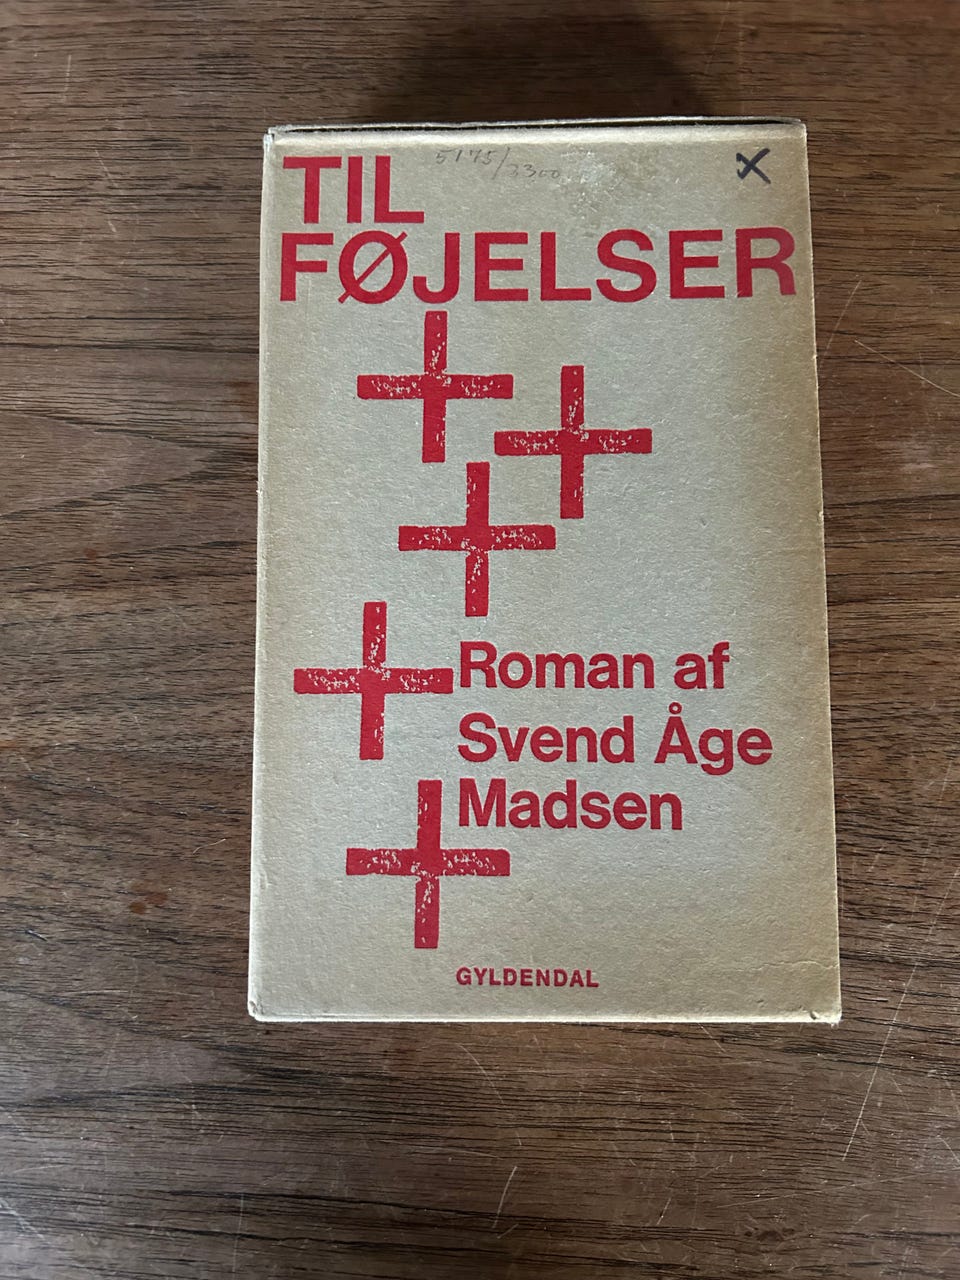 TIL
FØJELSER
Roman af
Svend Åge
Madsen
GYLDENDAL